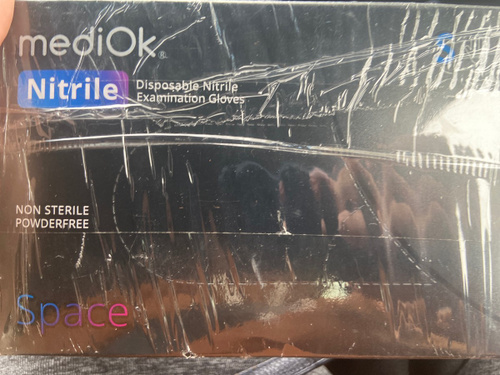 mediOk®
Nitrile
Disposable Nitrile
Examination Gloves
NON STERILE
POWDERFREE
Space